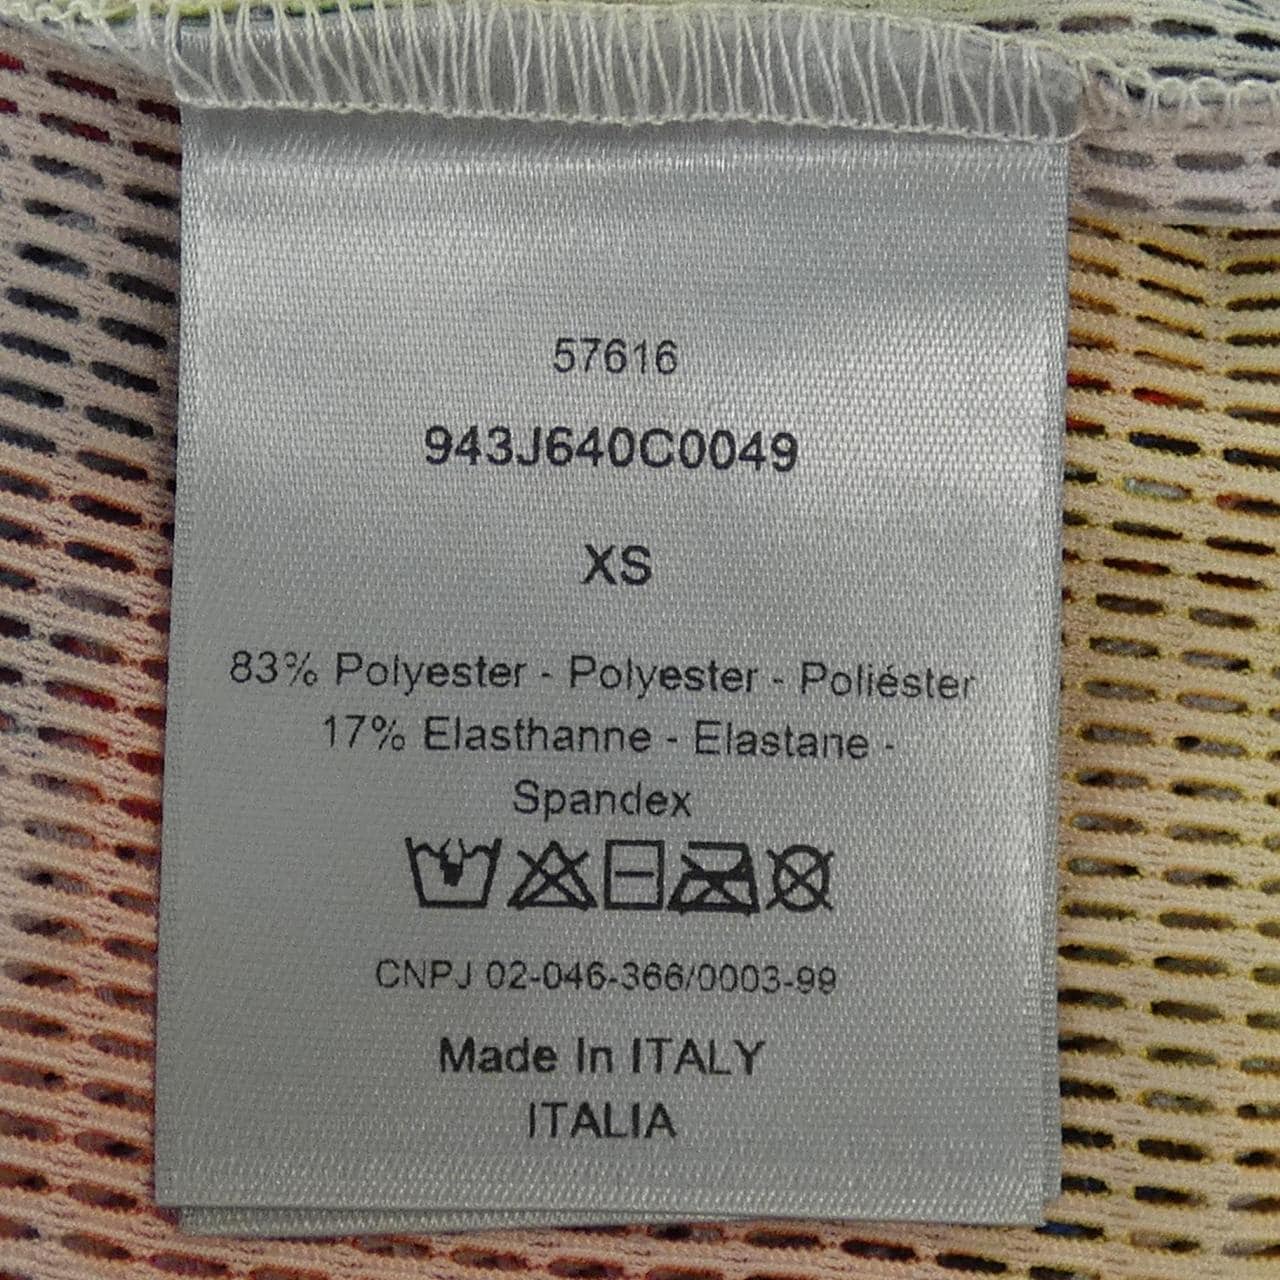 57616
943J640C0049
XS
83% Polyester - Polyester - Poliéster
17% Elasthanne - Elastane -
Spandex
CNPJ 02-046-366/0003-99
Made In ITALY
ITALIA